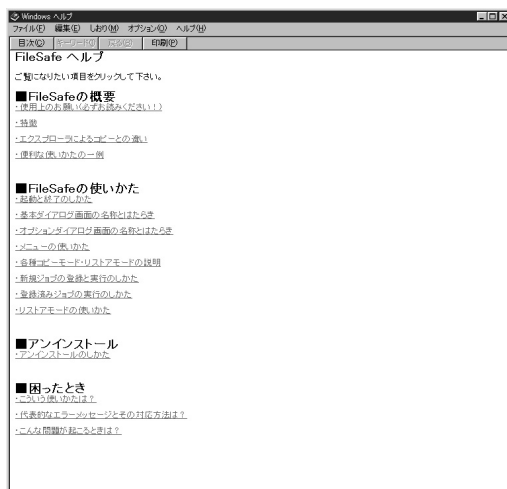 Windows ヘルプ
ファイル(F) 編集(E) しおり(M) オプション(O) ヘルプ(H)
目次(C) キーワード(I) 戻る(B) 印刷(P)
FileSafe ヘルプ
ご覧になりたい項目をクリックして下さい。
■FileSafeの概要
・使用上のお願い(必ずお読みください！)
・特徴
・エクスプローラによるコピーとの違い
・便利な使いかたの一例
■FileSafeの使いかた
・起動と終了のしかた
・基本ダイアログ画面の名称とはたらき
・オプションダイアログ画面の名称とはたらき
・メニューの使いかた
・各種コピーモード・リストアモードの説明
・新規ジョブの登録と実行のしかた
・登録済みジョブの実行のしかた
・リストアモードの使いかた
■アンインストール
・アンインストールのしかた
■困ったとき
・こういう使いかたは？
・代表的なエラーメッセージとその対応方法は？
・こんな問題が起こるときは？